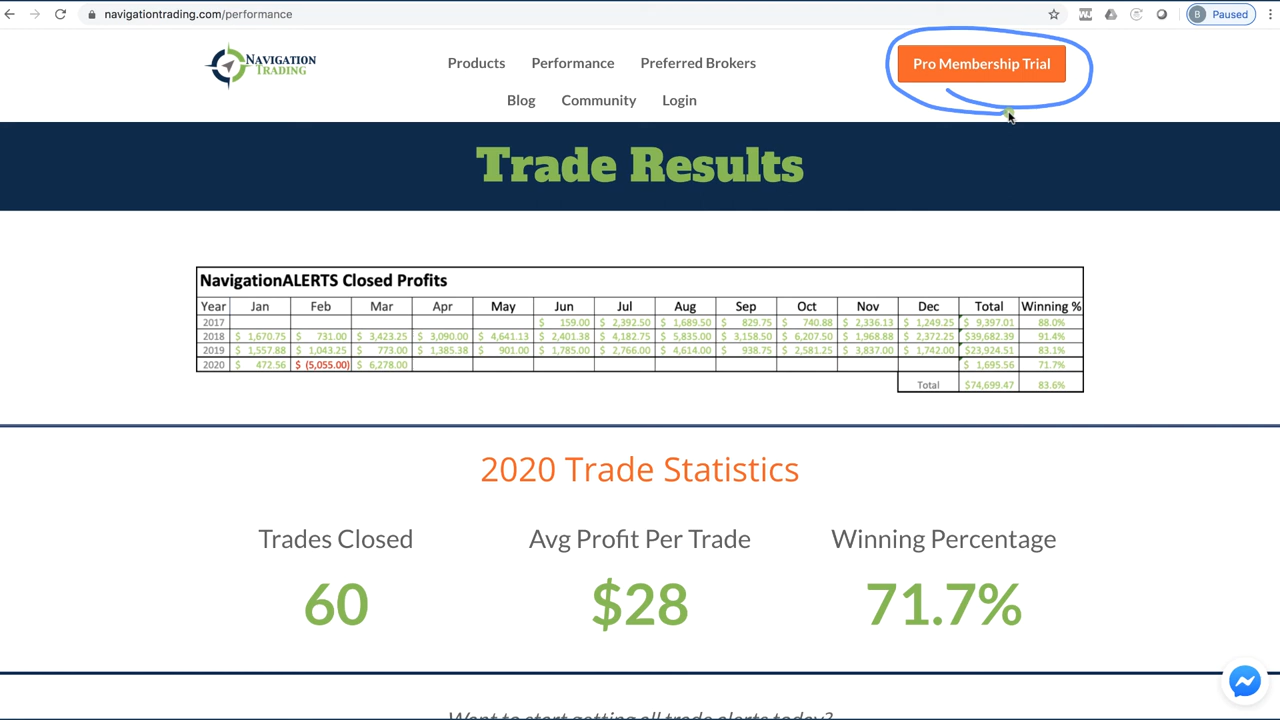 navigationtrading.com/performance
B Paused
NAVIGATION
TRADING
Products Performance Preferred Brokers
Blog Community Login
Pro Membership Trial
Trade Results
NavigationALERTS Closed Profits
Year Jan Feb Mar Apr May Jun Jul Aug Sep Oct Nov Dec Total Winning %
2017 $ 159.00 $ 2,392.50 $ 1,689.50 $ 829.75 $ 740.88 $ 2,336.13 $ 1,249.25 $ 9,397.01 88.0%
2018 $ 1,670.75 $ 731.00 $ 3,423.25 $ 3,090.00 $ 4,641.13 $ 2,401.38 $ 4,182.75 $ 5,835.00 $ 3,158.50 $ 6,207.50 $ 1,968.88 $ 2,372.25 $39,682.39 91.4%
2019 $ 1,557.88 $ 1,043.25 $ 773.00 $ 1,385.38 $ 901.00 $ 1,785.00 $ 2,766.00 $ 4,614.00 $ 938.75 $ 2,581.25 $ 3,837.00 $ 1,742.00 $23,924.51 83.1%
2020 $ 472.56 $ (5,055.00) $ 6,278.00 $ 1,695.56 71.7%
Total $74,699.47 83.6%
2020 Trade Statistics
Trades Closed Avg Profit Per Trade Winning Percentage
60 $28 71.7%
Want to start getting all trade alerts today?